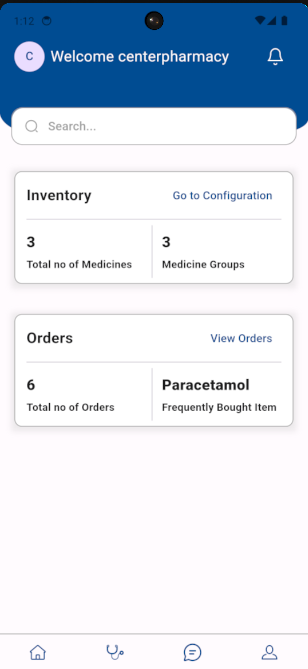 1:12
C Welcome centerpharmacy
Search...
Inventory Go to Configuration
3 3
Total no of Medicines Medicine Groups
Orders View Orders
6 Paracetamol
Total no of Orders Frequently Bought Item